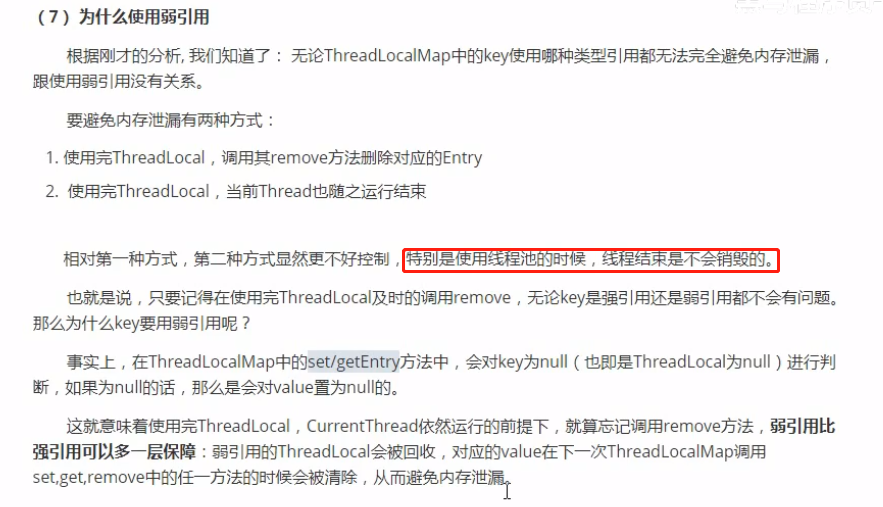 （7）为什么使用弱引用
根据刚才的分析, 我们知道了： 无论ThreadLocalMap中的key使用哪种类型引用都无法完全避免内存泄漏，
跟使用弱引用没有关系。
要避免内存泄漏有两种方式：
1. 使用完ThreadLocal，调用其remove方法删除对应的Entry
2. 使用完ThreadLocal，当前Thread也随之运行结束
相对第一种方式，第二种方式显然更不好控制，特别是使用线程池的时候，线程结束是不会销毁的。
也就是说，只要记得在使用完ThreadLocal及时的调用remove，无论key是强引用还是弱引用都不会有问题。
那么为什么key要用弱引用呢？
事实上，在ThreadLocalMap中的set/getEntry方法中，会对key为null（也即是ThreadLocal为null）进行判
断，如果为null的话，那么是会对value置为null的。
这就意味着使用完ThreadLocal，CurrentThread依然运行的前提下，就算忘记调用remove方法，弱引用比
强引用可以多一层保障：弱引用的ThreadLocal会被回收，对应的value在下一次ThreadLocalMap调用
set,get,remove中的任一方法的时候会被清除，从而避免内存泄漏。